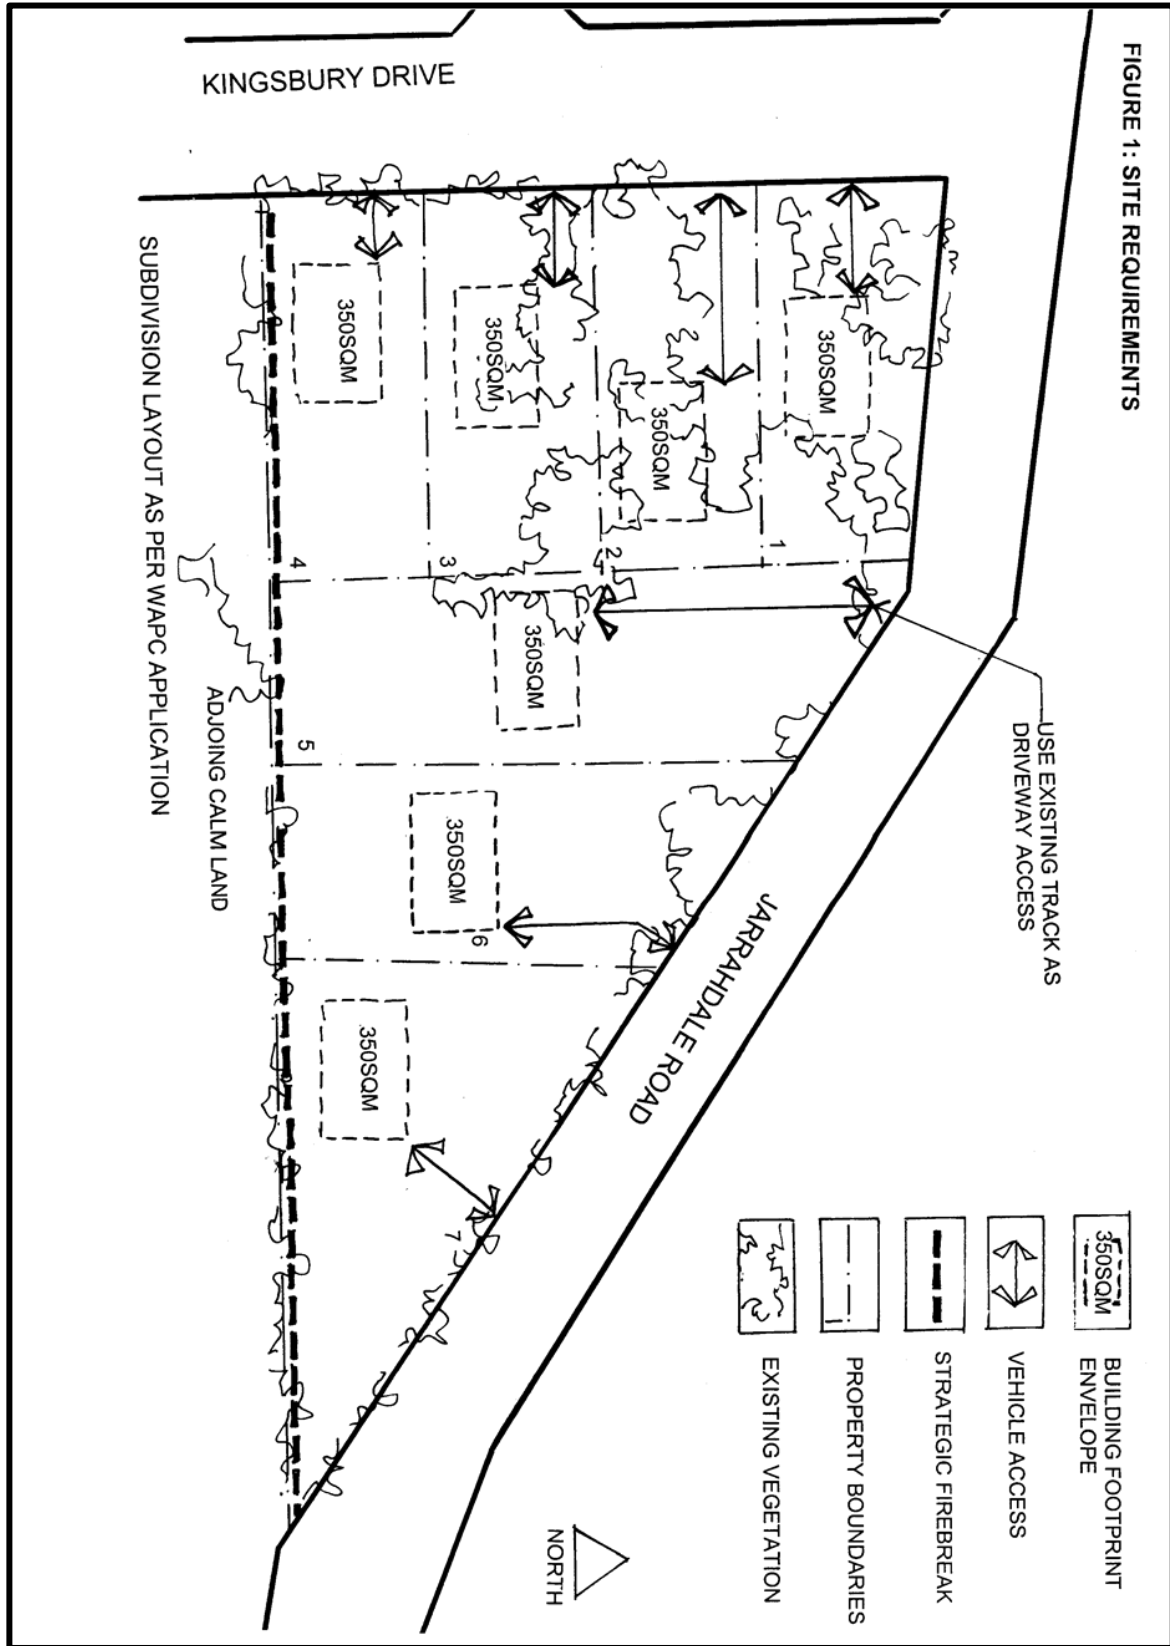 FIGURE 1: SITE REQUIREMENTS
KINGSBURY DRIVE
350SQM
350SQM
350SQM
350SQM
1
2
3
4
350SQM
5
350SQM
6
350SQM
7
USE EXISTING TRACK AS
DRIVEWAY ACCESS
JARRAHDALE ROAD
ADJOING CALM LAND
SUBDIVISION LAYOUT AS PER WAPC APPLICATION
350SQM
BUILDING FOOTPRINT
ENVELOPE
VEHICLE ACCESS
STRATEGIC FIREBREAK
PROPERTY BOUNDARIES
EXISTING VEGETATION
NORTH